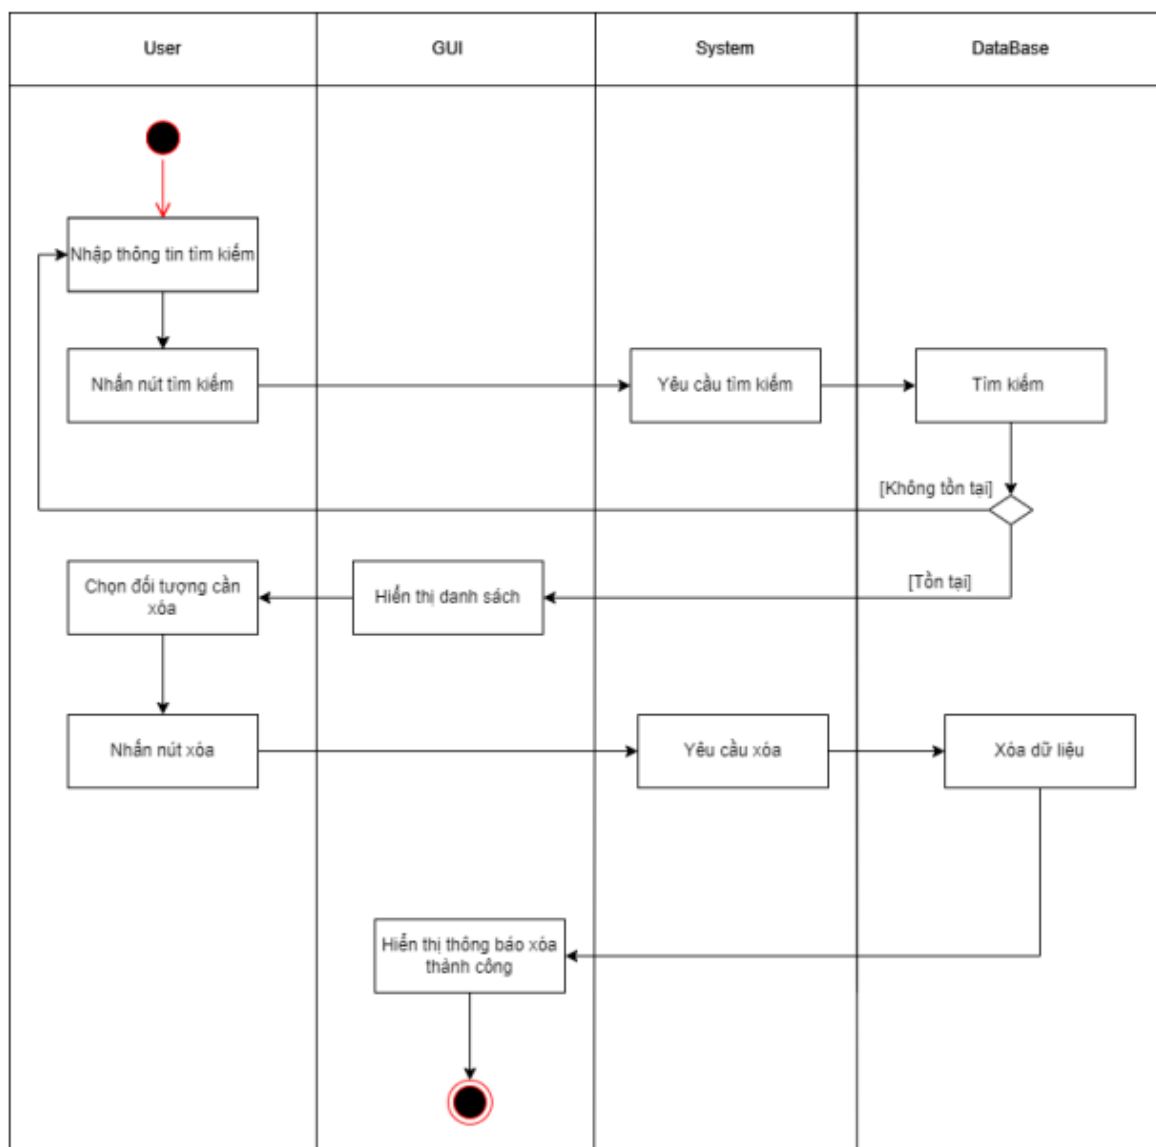 User
GUI
System
DataBase
Nhập thông tin tìm kiếm
Nhấn nút tìm kiếm
Yêu cầu tìm kiếm
Tìm kiếm
[Không tồn tại]
[Tồn tại]
Hiển thị danh sách
Chọn đối tượng cần
xóa
Nhấn nút xóa
Yêu cầu xóa
Xóa dữ liệu
Hiển thị thông báo xóa
thành công